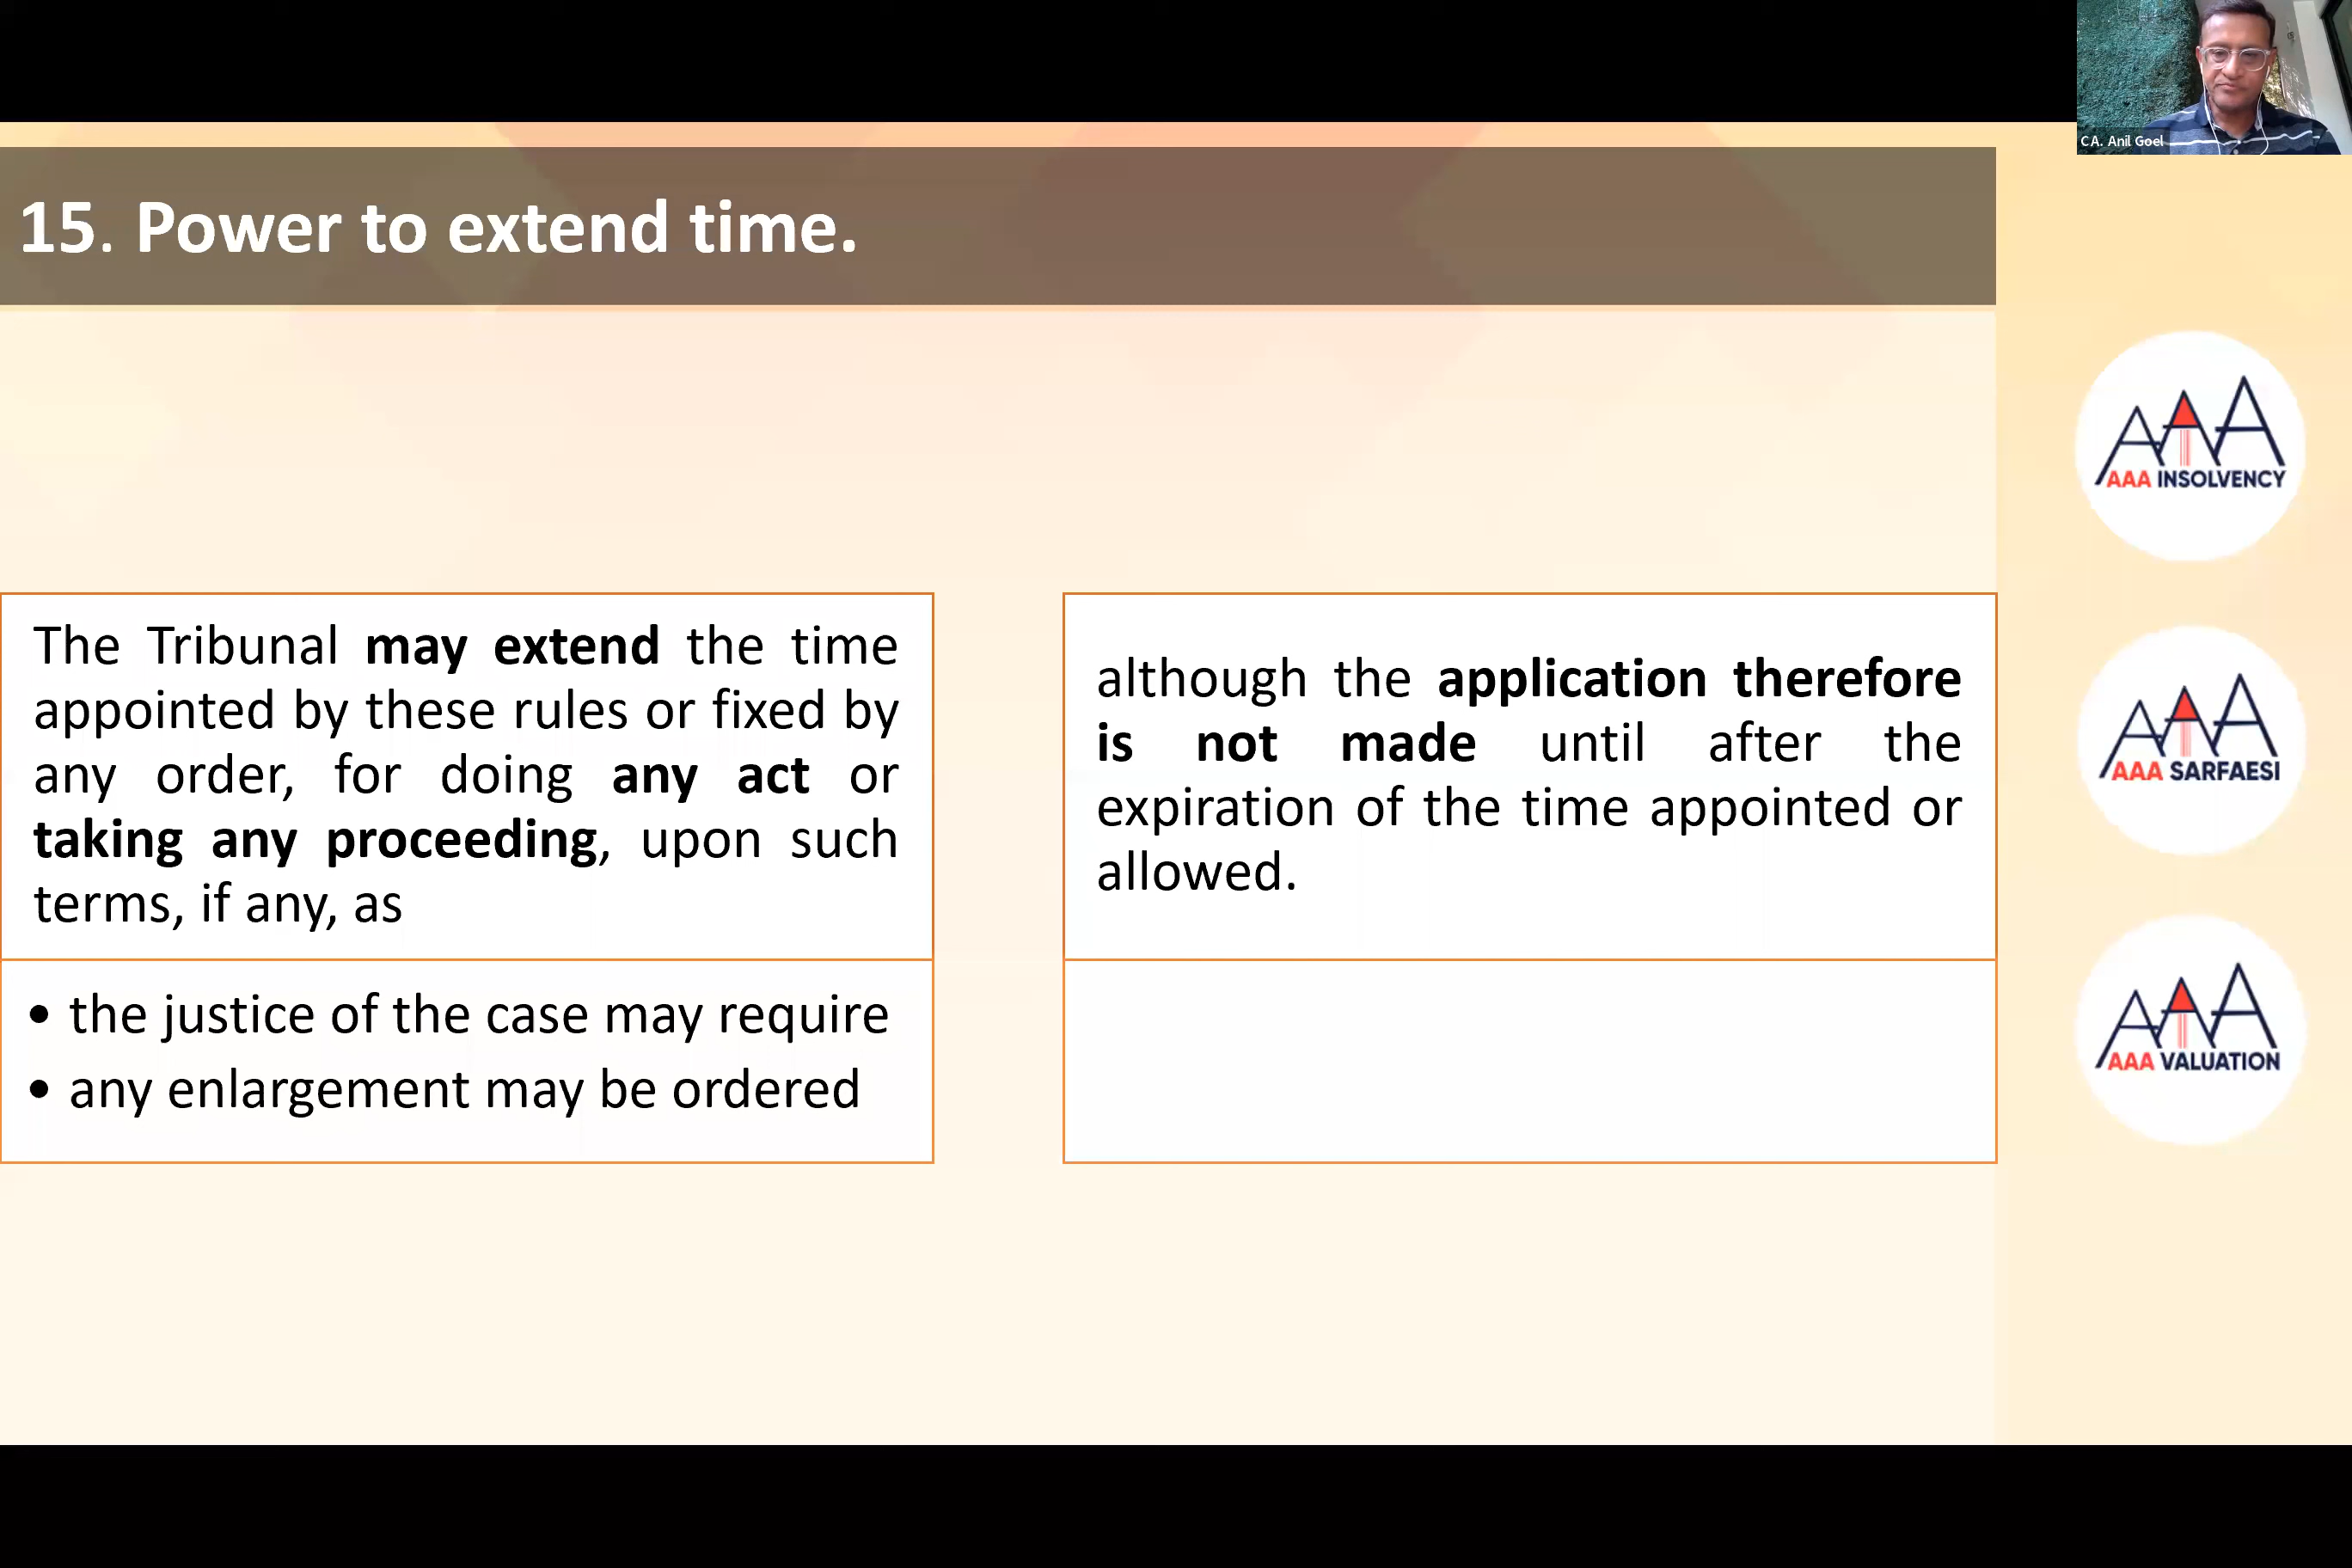 CA. Anil Goel
15. Power to extend time.
The Tribunal may extend the time
appointed by these rules or fixed by
any order, for doing any act or
taking any proceeding, upon such
terms, if any, as
• the justice of the case may require
• any enlargement may be ordered
although the application therefore
is not made until after the
expiration of the time appointed or
allowed.
AAA INSOLVENCY
AAA SARFAESI
AAA VALUATION